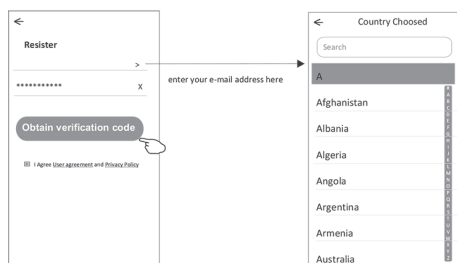 Resister
>
*********** X
Obtain verification code
I Agree User agreement and Privacy Policy
enter your e-mail address here
Country Choosed
Search
A
Afghanistan
Albania
Algeria
Angola
Argentina
Armenia
Australia